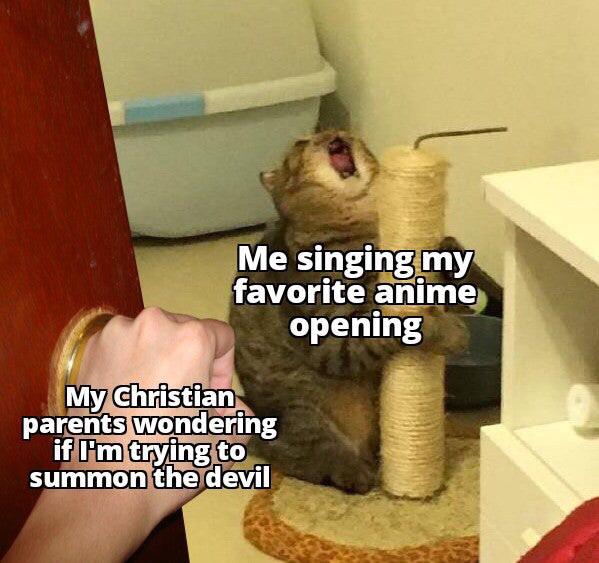 Me singing my
favorite anime
opening
My Christian
parents wondering
if I'm trying to
summon the devil